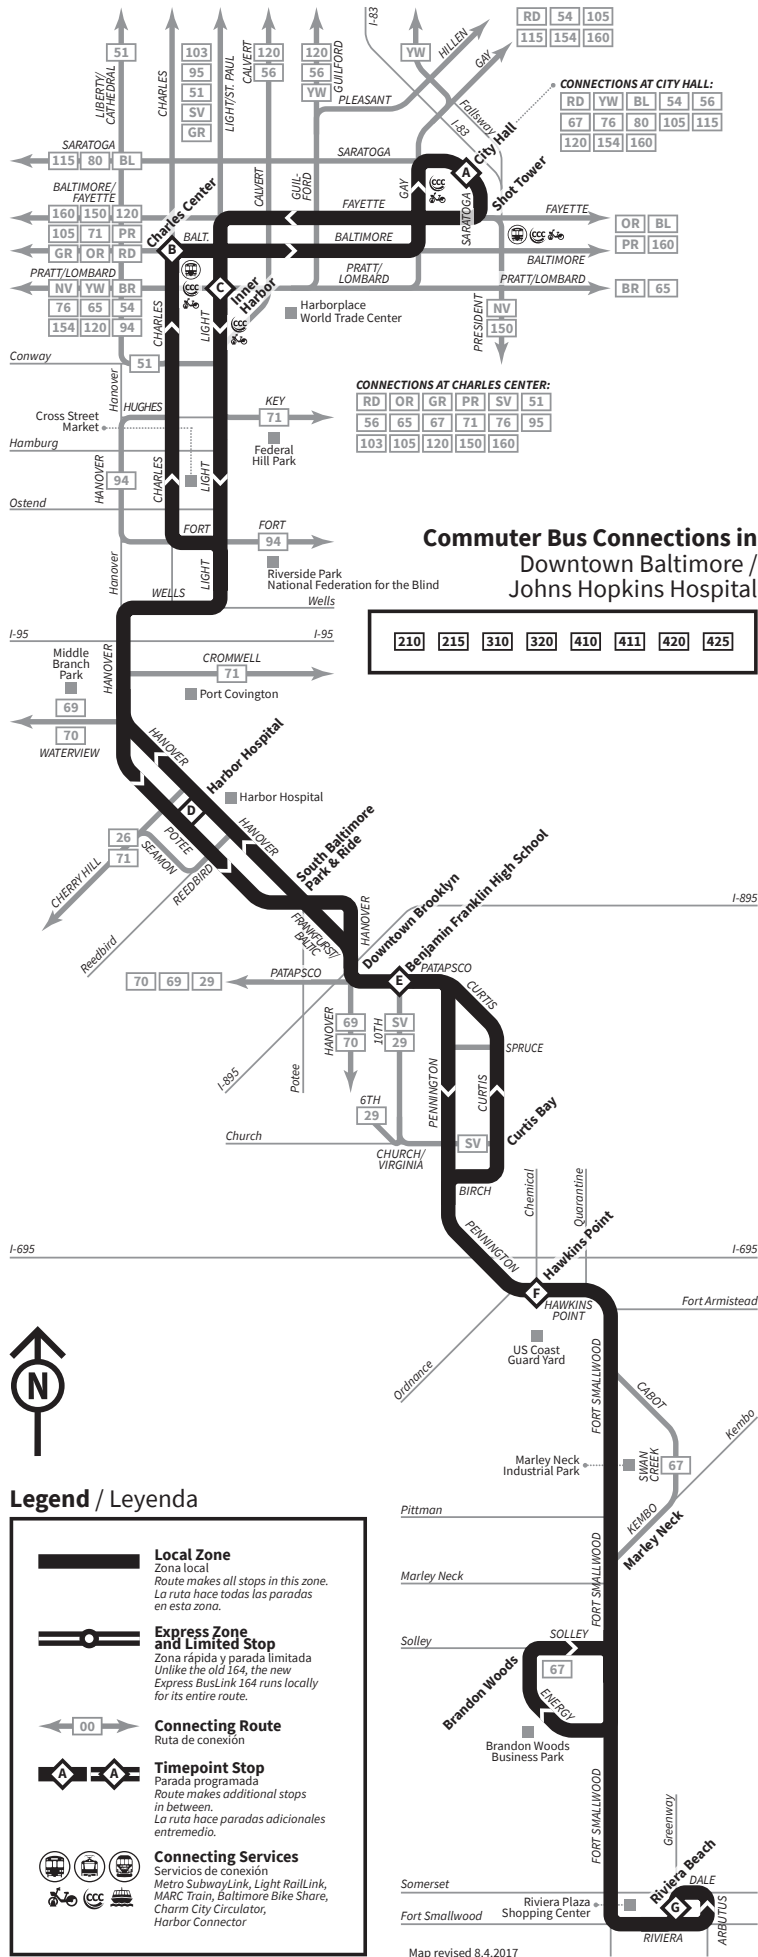 51
103
95
51
SV
GR
120
56
120
56
YW
YW
RD 54 105
115 154 160
I-83
HILLEN
GAY
LIBERTY/
CATHEDRAL
CHARLES
LIGHT/ST. PAUL
CALVERT
GUILFORD
PLEASANT
Fallsway
I-83
CONNECTIONS AT CITY HALL:
RD YW BL 54 56
67 76 80 105 115
120 154 160
City Hall
A
Shot Tower
SARATOGA
115 80 BL
SARATOGA
BALTIMORE/
FAYETTE
160 150 120
105 71 PR
GR OR RD
CALVERT
GUIL-
FORD
GAY
CCC
SARATOGA
Charles Center
B
BALT.
FAYETTE
BALTIMORE
FAYETTE
BALTIMORE
CCC
OR BL
PR 160
PRATT/LOMBARD
NV YW BR
76 65 54
154 120 94
CCC
C
Inner
Harbor
CCC
PRATT/
LOMBARD
PRATT/LOMBARD
BR 65
Harborplace
World Trade Center
NV
150
PRESIDENT
CHARLES
LIGHT
Conway
51
Hanover
CONNECTIONS AT CHARLES CENTER:
RD OR GR PR SV 51
56 65 67 71 76 95
103 105 120 150 160
HUGHES
KEY
71
Cross Street
Market
Federal
Hill Park
Hamburg
HANOVER
94
CHARLES
LIGHT
Ostend
FORT
FORT
94
Riverside Park
National Federation for the Blind
Hanover
LIGHT
WELLS
Wells
Commuter Bus Connections in
Downtown Baltimore /
Johns Hopkins Hospital
210 215 310 320 410 411 420 425
I-95
I-95
Middle
Branch
Park
HANOVER
CROMWELL
71
Port Covington
69
70
WATERVIEW
HANOVER
Harbor Hospital
D
Harbor Hospital
26
71
CHERRY HILL
SEAMON
POTEE
REEDBIRD
Reedbird
HANOVER
South Baltimore
Park & Ride
FRANKFURST/
BALTIC
HANOVER
I-895
Downtown Brooklyn
Benjamin Franklin High School
70 69 29
PATAPSCO
E
PATAPSCO
CURTIS
HANOVER
69
70
10TH
SV
29
I-895
Potee
SPRUCE
PENNINGTON
CURTIS
6TH
29
Church
CHURCH/
VIRGINIA
SV
Curtis Bay
BIRCH
Chemical
Quarantine
I-695
I-695
PENNINGTON
Hawkins Point
F
HAWKINS
POINT
Fort Armistead
US Coast
Guard Yard
Ordnance
N
FORT SMALLWOOD
CABOT
Kembo
Marley Neck
Industrial Park
SWAN
CREEK
67
KEMBO
Marley Neck
Pittman
FORT SMALLWOOD
Marley Neck
Solley
SOLLEY
67
Brandon Woods
ENERGY
Brandon Woods
Business Park
FORT SMALLWOOD
Greenway
Riviera Beach
Somerset
DALE
Riviera Plaza
Shopping Center
G
ARBUTUS
Fort Smallwood
RIVIERA
Map revised 8.4.2017
Legend / Leyenda
Local Zone
Zona local
Route makes all stops in this zone.
La ruta hace todas las paradas
en esta zona.
Express Zone
and Limited Stop
Zona rápida y parada limitada
Unlike the old 164, the new
Express BusLink 164 runs locally
for its entire route.
00
Connecting Route
Ruta de conexión
A A
Timepoint Stop
Parada programada
Route makes additional stops
in between.
La ruta hace paradas adicionales
entremedio.
CCC
Connecting Services
Servicios de conexión
Metro SubwayLink, Light RailLink,
MARC Train, Baltimore Bike Share,
Charm City Circulator,
Harbor Connector